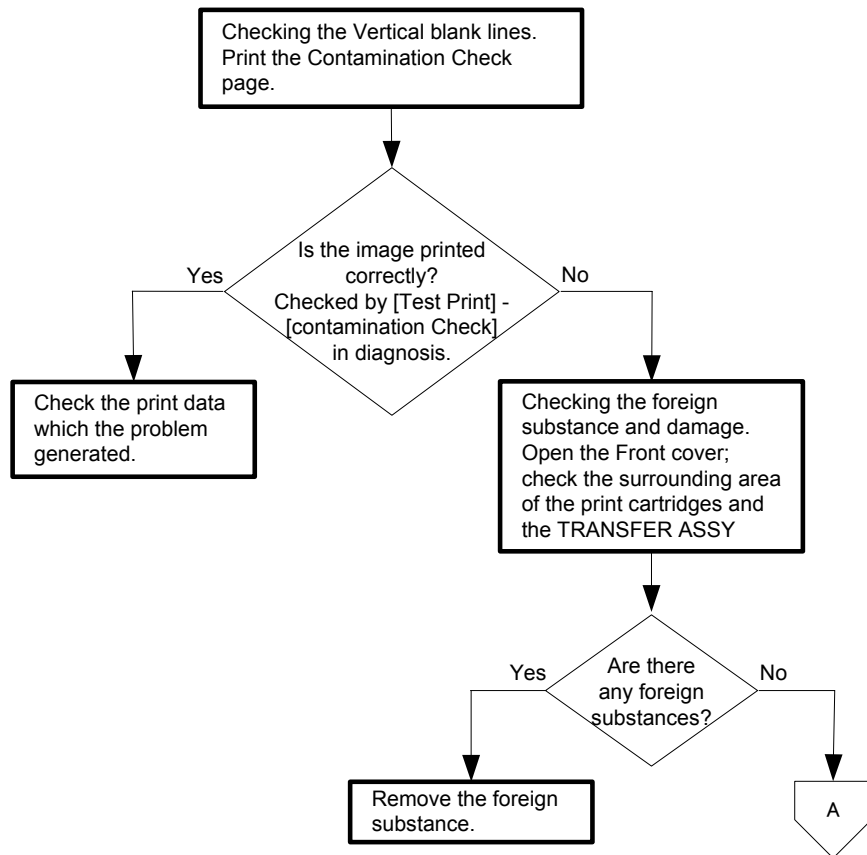 Checking the Vertical blank lines.
Print the Contamination Check
page.
Is the image printed
correctly?
Checked by [Test Print] -
[contamination Check]
in diagnosis.
Yes
No
Check the print data
which the problem
generated.
Checking the foreign
substance and damage.
Open the Front cover;
check the surrounding area
of the print cartridges and
the TRANSFER ASSY
Are there
any foreign
substances?
Yes
No
Remove the foreign
substance.
A